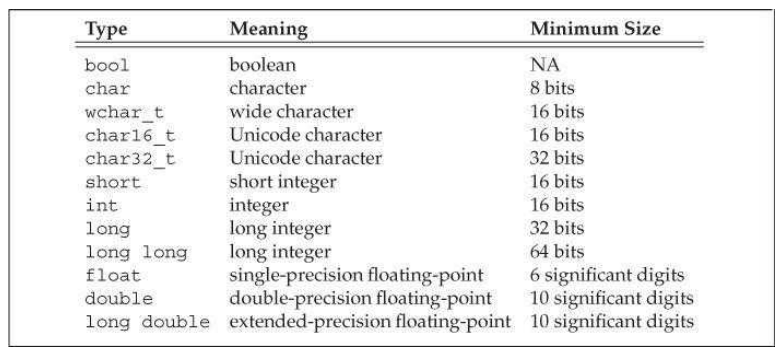 Type Meaning Minimum Size
bool boolean NA
char character 8 bits
wchar_t wide character 16 bits
char16_t Unicode character 16 bits
char32_t Unicode character 32 bits
short short integer 16 bits
int integer 16 bits
long long integer 32 bits
long long long integer 64 bits
float single-precision floating-point 6 significant digits
double double-precision floating-point 10 significant digits
long double extended-precision floating-point 10 significant digits